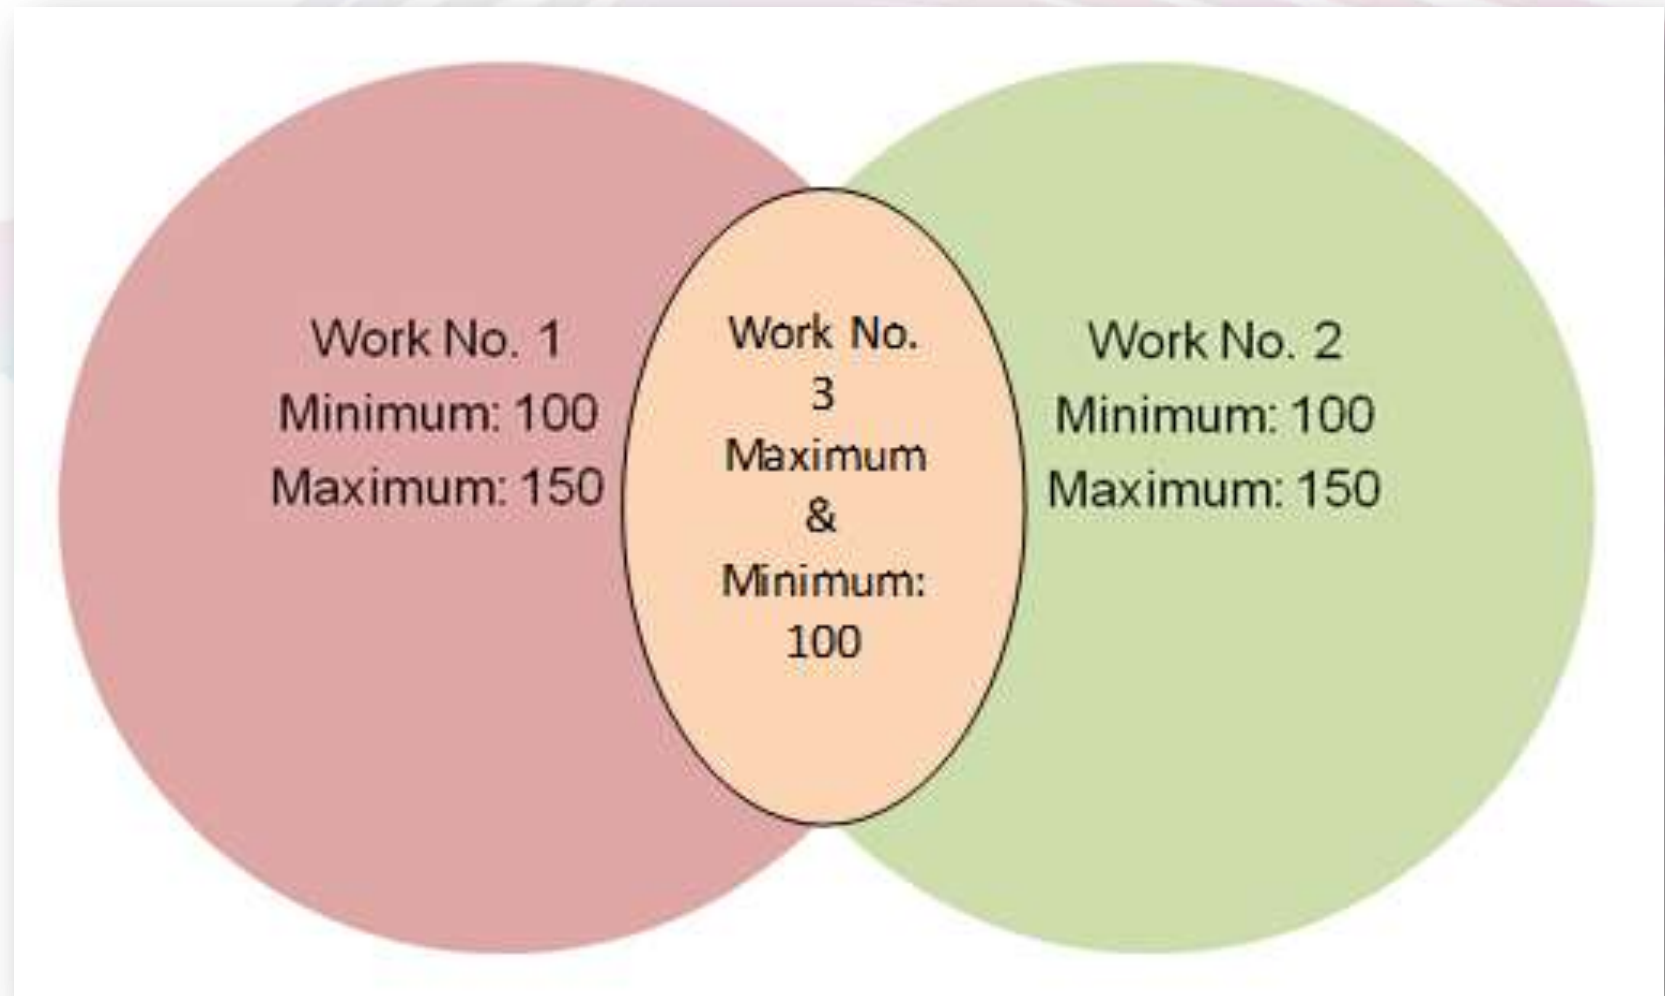 Work No. 1
Minimum: 100
Maximum: 150
Work No.
3
Maximum
&
Minimum:
100
Work No. 2
Minimum: 100
Maximum: 150